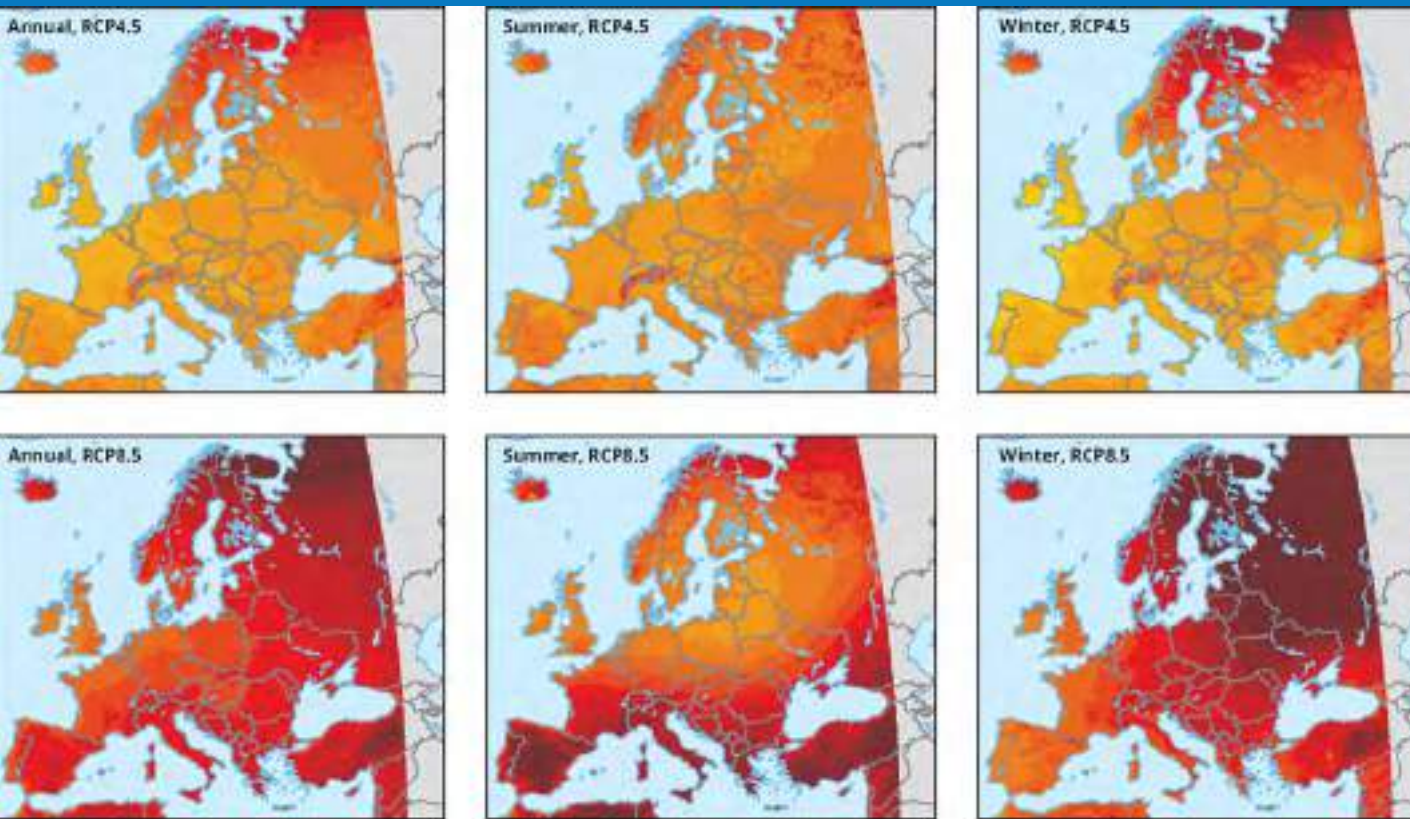 Annual, RCP4.5
Summer, RCP4.5
Winter, RCP4.5
Annual, RCP8.5
Summer, RCP8.5
Winter, RCP8.5